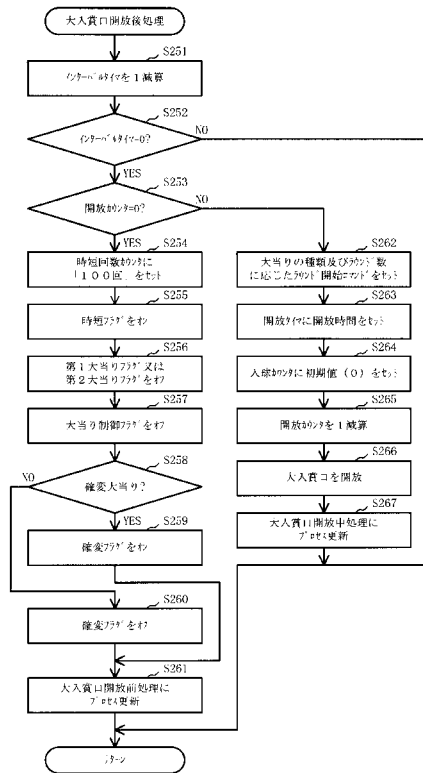 大入賞口開放後処理
S251
ｲﾝﾀｰﾊﾞﾙﾀｲﾏを1減算
S252
ｲﾝﾀｰﾊﾞﾙﾀｲﾏ=0?
NO
YES
S253
開放ｶｳﾝﾀ=0?
NO
YES
S254
時短回数ｶｳﾝﾀに
「100回」をｾｯﾄ
S255
時短ﾌﾗｸﾞをｵﾝ
S256
第1大当りﾌﾗｸﾞ又は
第2大当りﾌﾗｸﾞをｵﾌ
S257
大当り制御ﾌﾗｸﾞをｵﾌ
S258
確変大当り?
NO
YES
S259
確変ﾌﾗｸﾞをｵﾝ
S260
確変ﾌﾗｸﾞをｵﾌ
S261
大入賞口開放前処理に
ﾌﾟﾛｾｽ更新
S262
大当りの種類及びﾗｳﾝﾄﾞ数
に応じたﾗｳﾝﾄﾞ開始ｺﾏﾝﾄﾞをｾｯﾄ
S263
開放ﾀｲﾏに開放時間をｾｯﾄ
S264
入球ｶｳﾝﾀに初期値(0)をｾｯﾄ
S265
開放ｶｳﾝﾀを1減算
S266
大入賞口を開放
S267
大入賞口開放中処理に
ﾌﾟﾛｾｽ更新
ﾘﾀｰﾝ